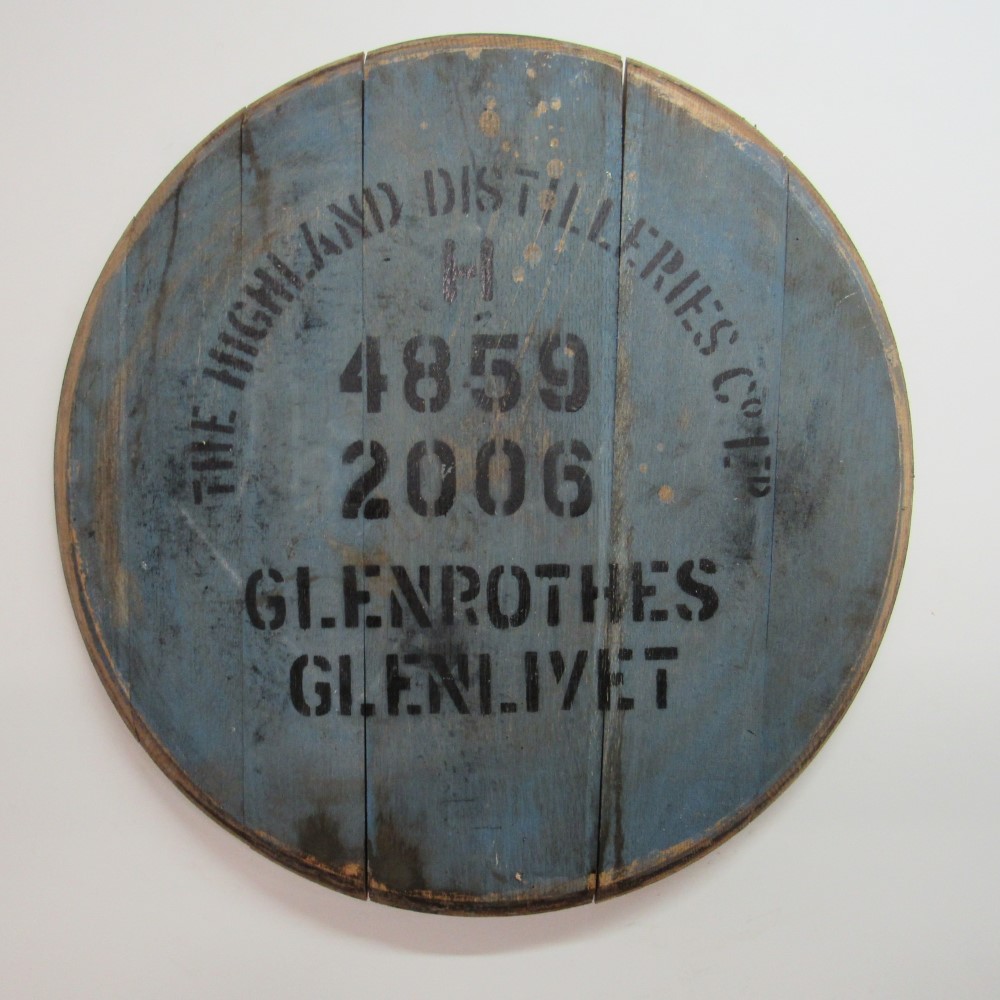 THE HIGHLAND DISTILLERIES Co LTD
H
4859
2006
GLENROTHES
GLENLIVET